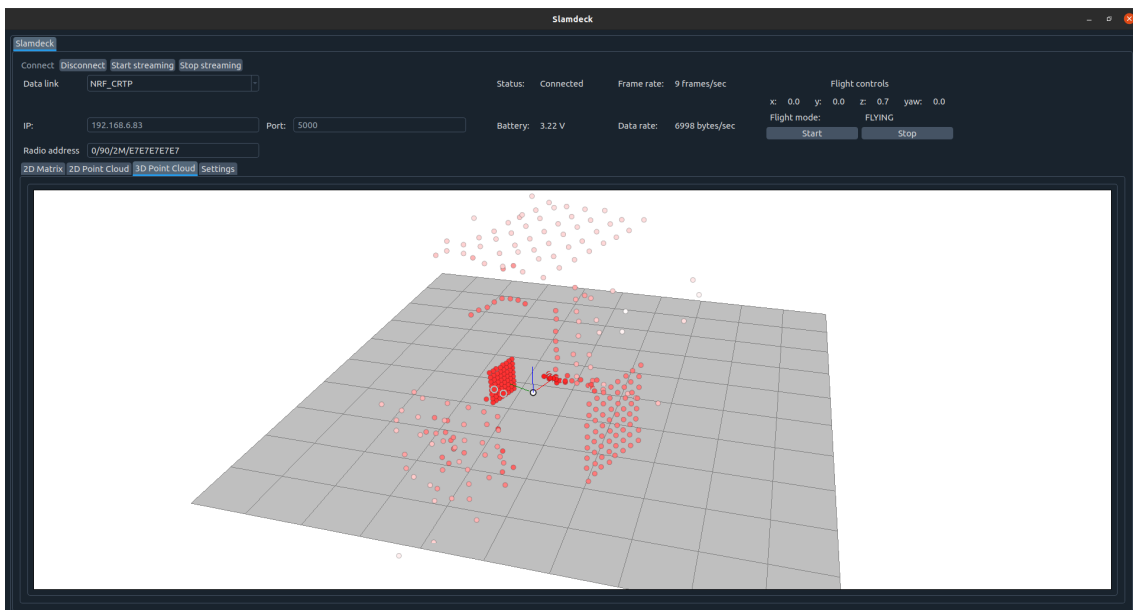 Slamdeck
Slamdeck
Connect Disconnect Start streaming Stop streaming
Data link NRF_CRTP Status: Connected Frame rate: 9 frames/sec Flight controls
x: 0.0 y: 0.0 z: 0.7 yaw: 0.0
IP: 192.168.6.83 Port: 5000 Battery: 3.22 V Data rate: 6998 bytes/sec Flight mode: FLYING
Start Stop
Radio address 0/90/2M/E7E7E7E7E7
2D Matrix 2D Point Cloud 3D Point Cloud Settings